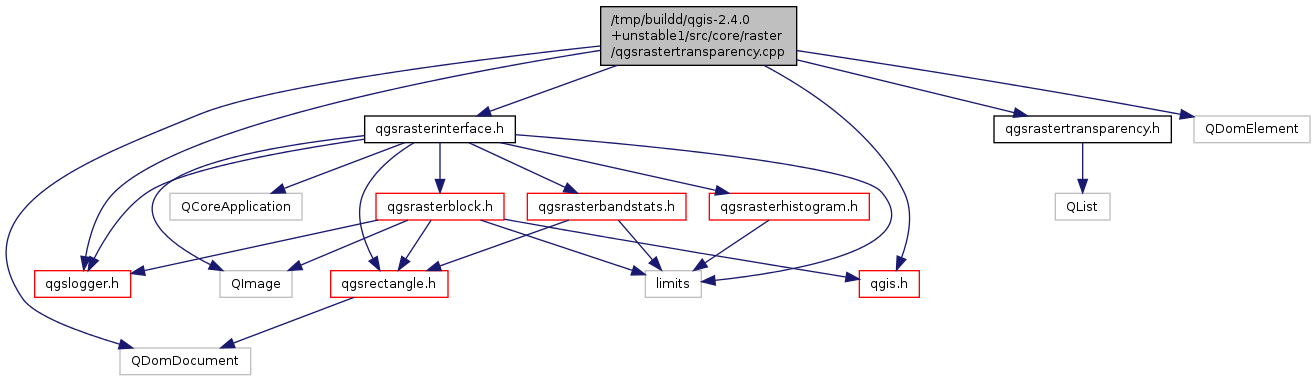 /tmp/buildd/qgis-2.4.0
+unstable1/src/core/raster
/qgsrastertransparency.cpp
qgsrasterinterface.h
qgsrastertransparency.h
QDomElement
QCoreApplication
qgsrasterblock.h
qgsrasterbandstats.h
qgsrasterhistogram.h
QList
qgslogger.h
QImage
qgsrectangle.h
limits
qgis.h
QDomDocument